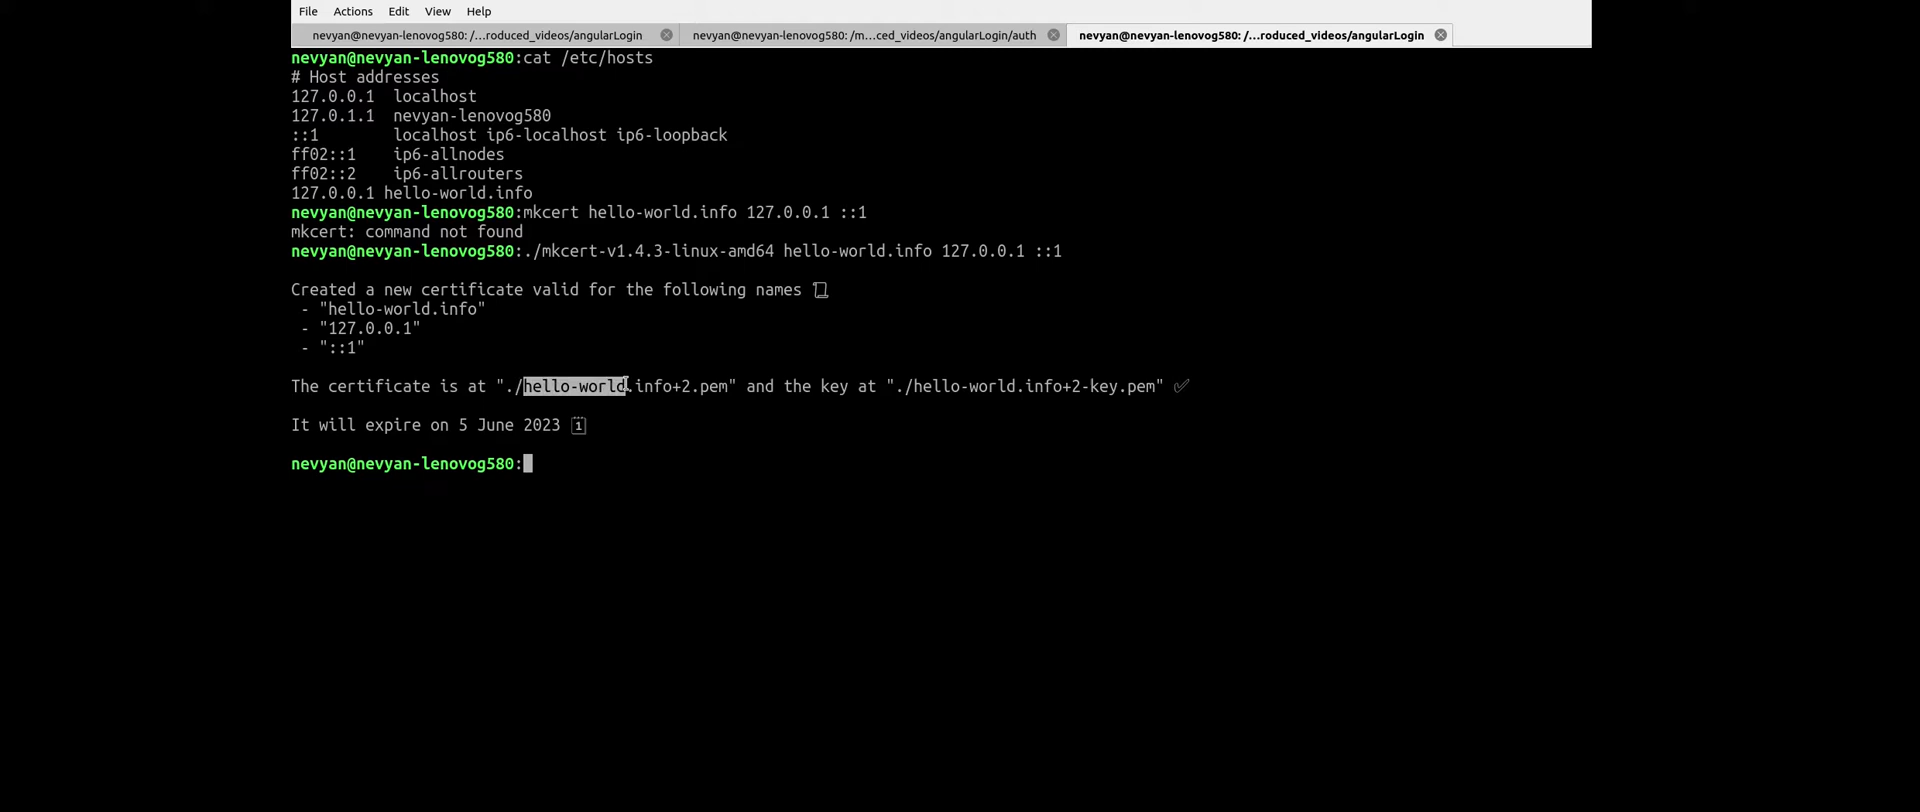 File Actions Edit View Help
nevyan@nevyan-lenovog580: /...roduced_videos/angularLogin nevyan@nevyan-lenovog580: /m...ced_videos/angularLogin/auth nevyan@nevyan-lenovog580: /...roduced_videos/angularLogin
nevyan@nevyan-lenovog580:cat /etc/hosts
# Host addresses
127.0.0.1  localhost
127.0.1.1  nevyan-lenovog580
::1        localhost ip6-localhost ip6-loopback
ff02::1    ip6-allnodes
ff02::2    ip6-allrouters
127.0.0.1 hello-world.info
nevyan@nevyan-lenovog580:mkcert hello-world.info 127.0.0.1 ::1
mkcert: command not found
nevyan@nevyan-lenovog580:./mkcert-v1.4.3-linux-amd64 hello-world.info 127.0.0.1 ::1
Created a new certificate valid for the following names 📜
- "hello-world.info"
- "127.0.0.1"
- "::1"
The certificate is at "./hello-world.info+2.pem" and the key at "./hello-world.info+2-key.pem" ✅
It will expire on 5 June 2023 🗓
nevyan@nevyan-lenovog580: